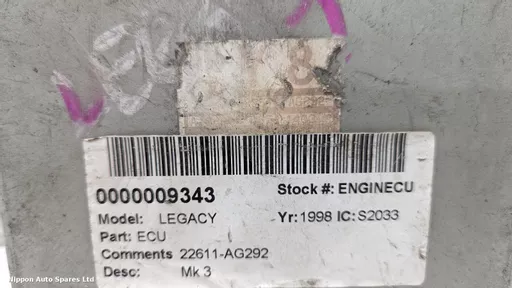 8
0000009343
Stock #: ENGINECU
Model: LEGACY
Yr: 1998 IC: S2033
Part: ECU
Comments 22611-AG292
Desc: Mk 3
Nippon Auto Spares Ltd